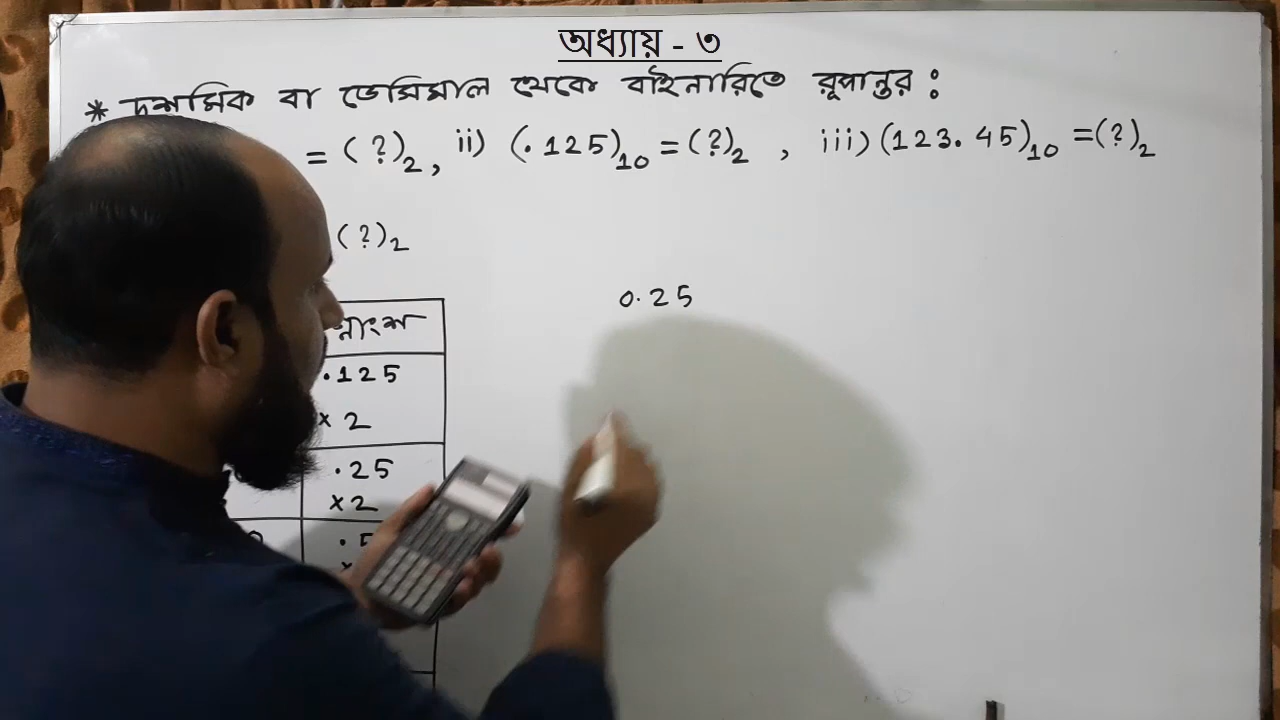 অধ্যায় - ৩
* দশমিক বা ডেসিমাল থেকে বাইনারিতে রূপান্তর :
= (?)₂, ii) (.125)₁₀ = (?)₂ , iii) (123.45)₁₀ = (?)₂
(?)₂
0.25
.125
× 2
.25
×2